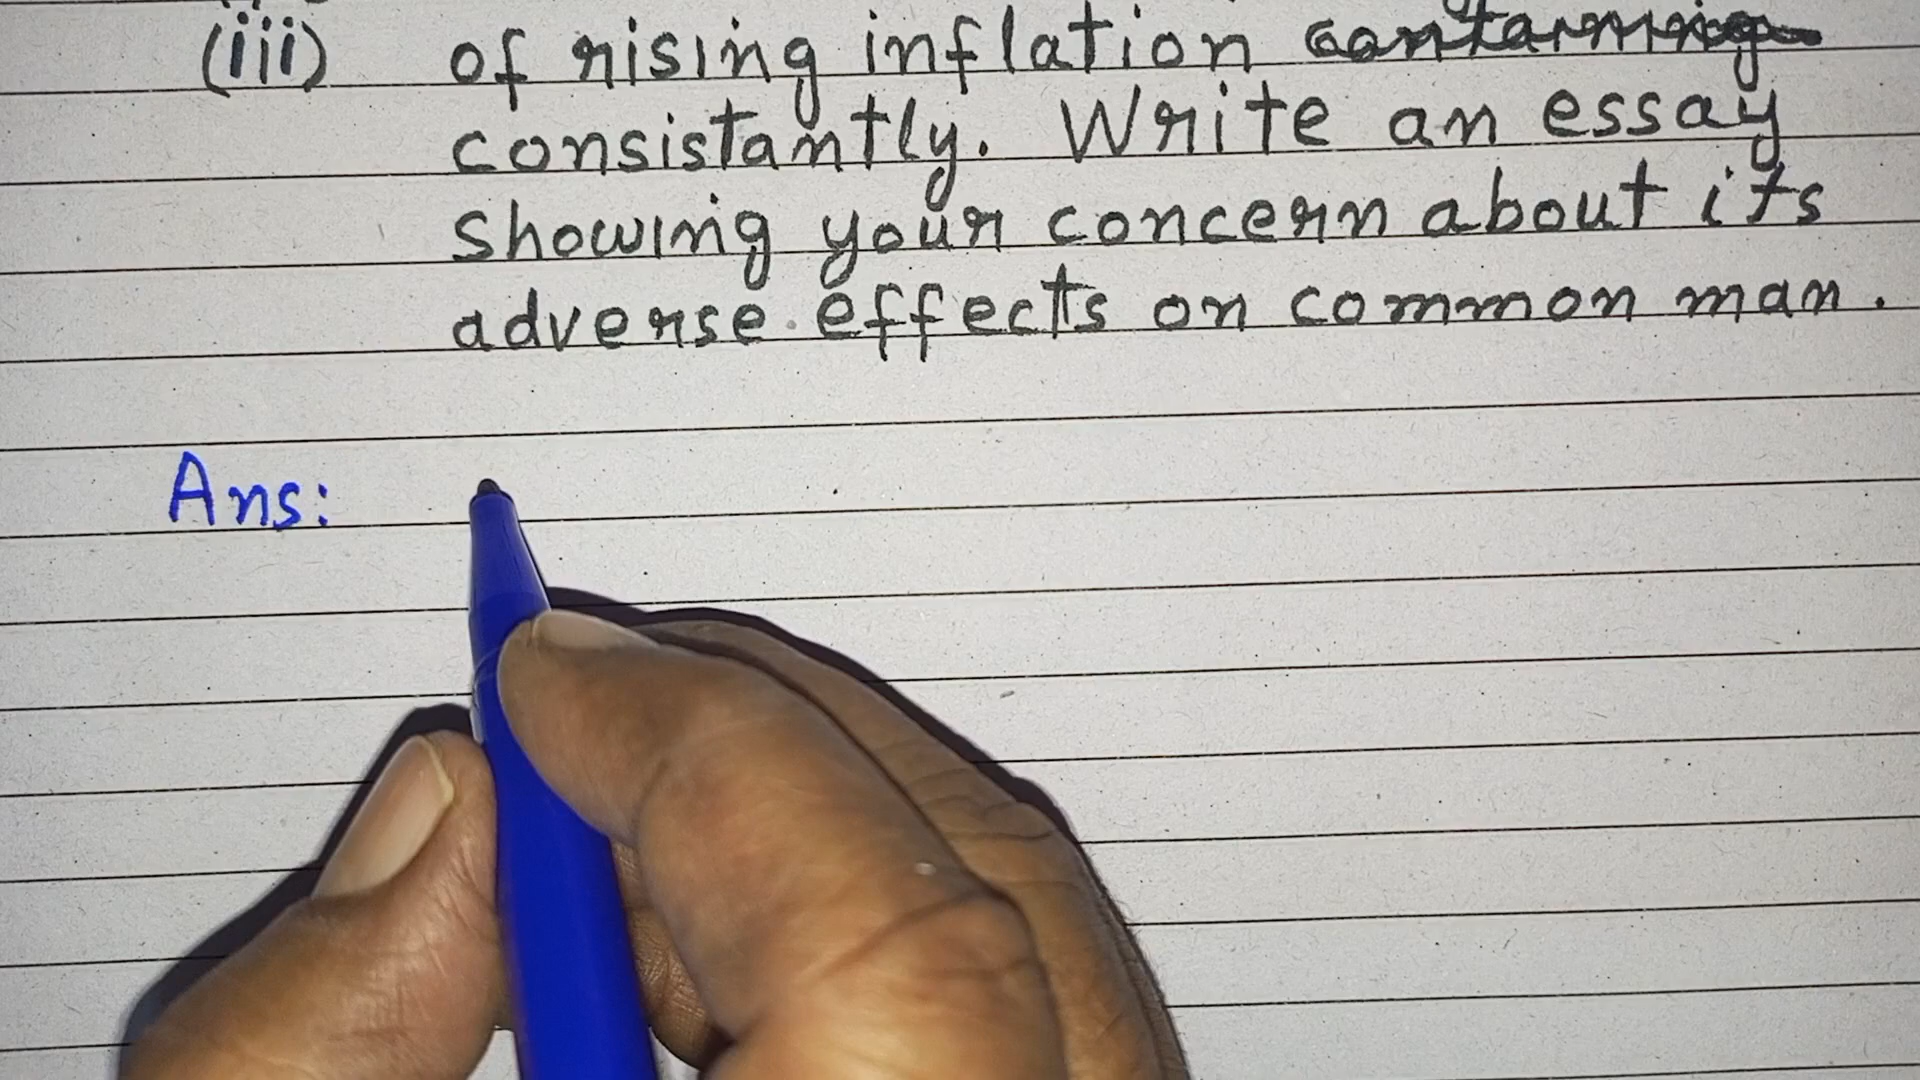 (iii) of rising inflation containing
consistantly. Write an essay
showing your concern about its
adverse effects on common man.
Ans: